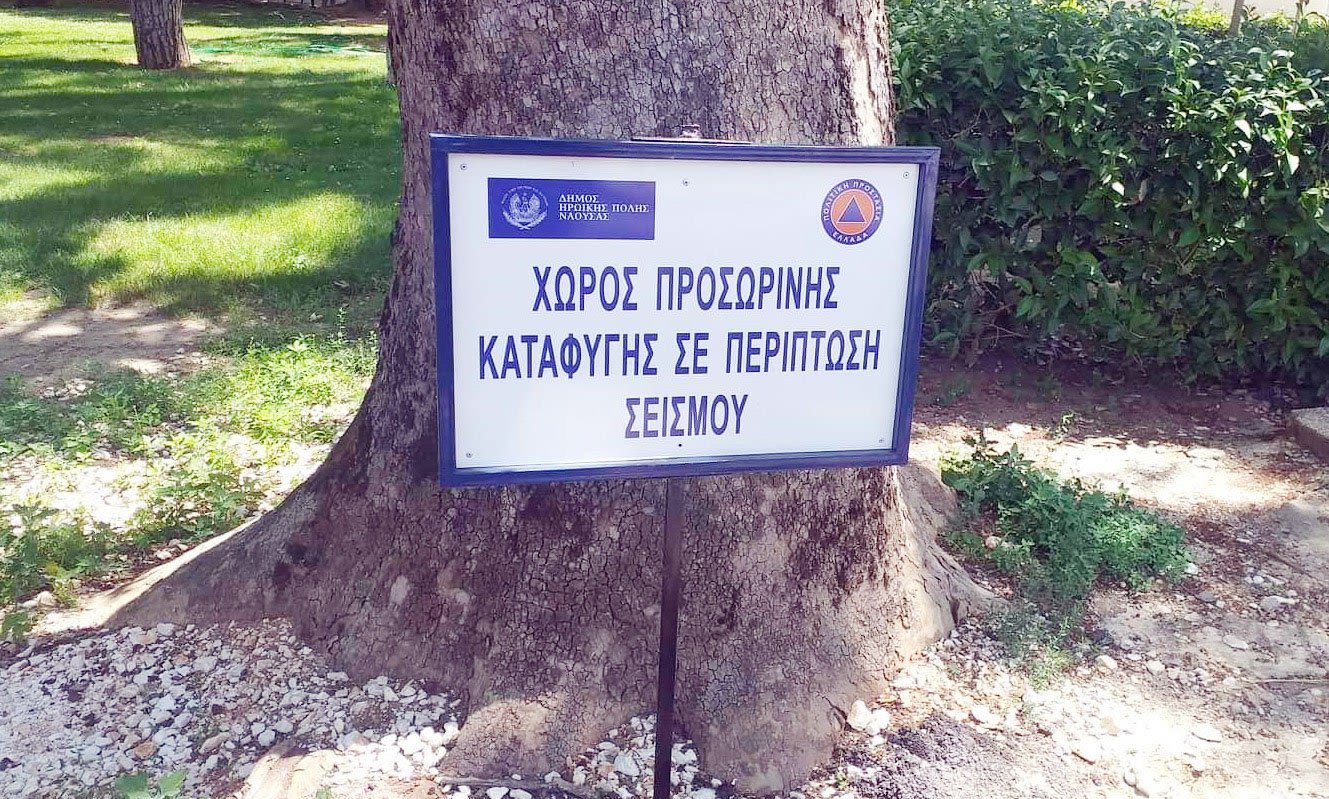 ΔΗΜΟΣ
ΗΡΩΙΚΗΣ ΠΟΛΗΣ
ΝΑΟΥΣΑΣ
ΠΟΛΙΤΙΚΗ ΠΡΟΣΤΑΣΙΑ
ΕΛΛΑΔΑ
ΧΩΡΟΣ ΠΡΟΣΩΡΙΝΗΣ
ΚΑΤΑΦΥΓΗΣ ΣΕ ΠΕΡΙΠΤΩΣΗ
ΣΕΙΣΜΟΥ